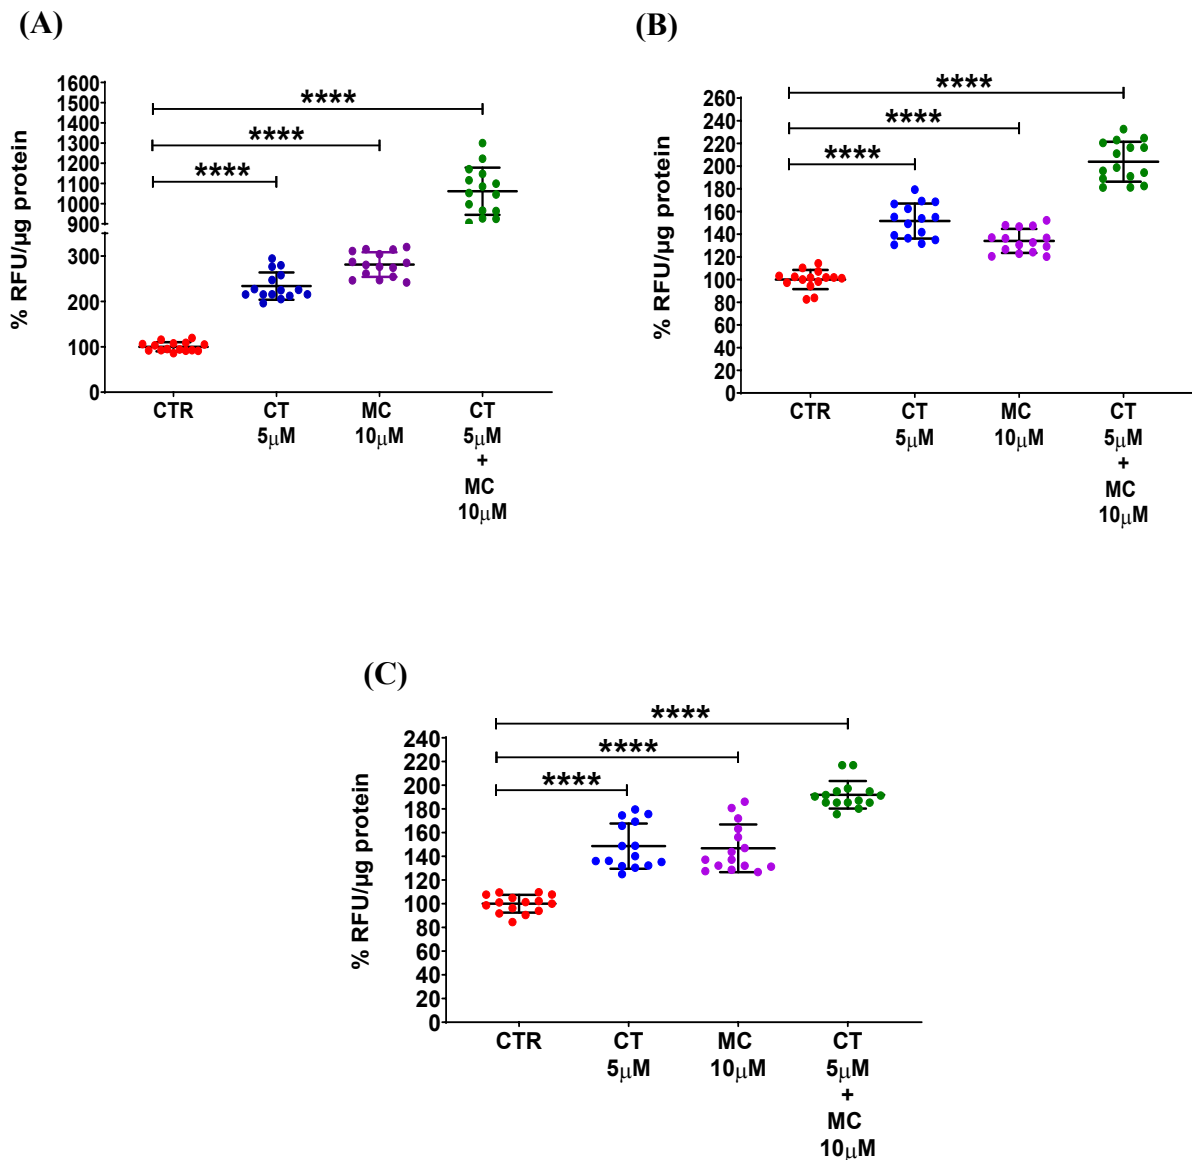 (A)
% RFU/µg protein
1600
1500
1400
1300
1200
1100
1000
900
300
200
100
0
****
****
****
CTR
CT
5μM
MC
10μM
CT
5μM
+
MC
10μM
(B)
% RFU/µg protein
260
240
220
200
180
160
140
120
100
80
60
40
20
0
****
****
****
CTR
CT
5μM
MC
10μM
CT
5μM
+
MC
10μM
(C)
% RFU/µg protein
240
220
200
180
160
140
120
100
80
60
40
20
0
****
****
****
CTR
CT
5μM
MC
10μM
CT
5μM
+
MC
10μM